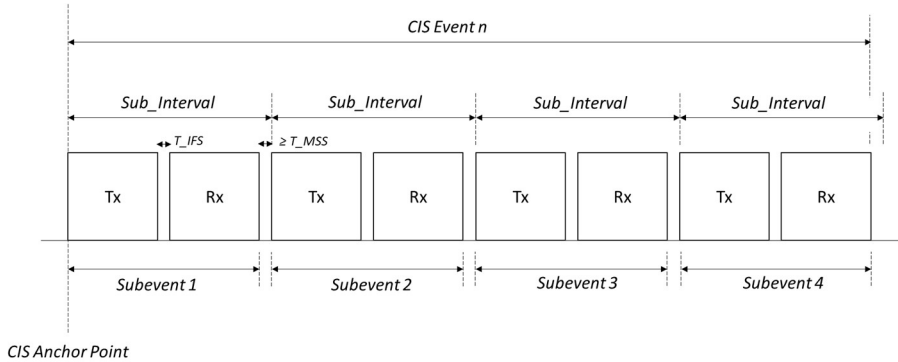 CIS Event n
Sub_Interval Sub_Interval Sub_Interval Sub_Interval
T_IFS ≥ T_MSS
Tx Rx Tx Rx Tx Rx Tx Rx
Subevent 1 Subevent 2 Subevent 3 Subevent 4
CIS Anchor Point